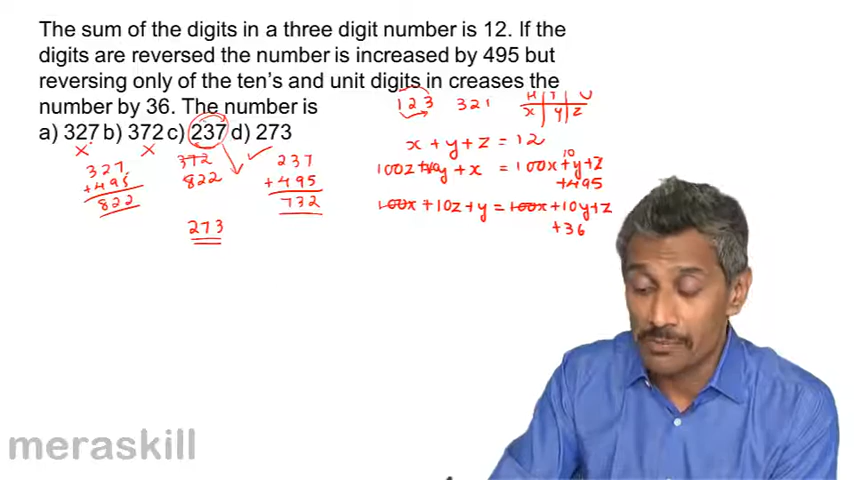 The sum of the digits in a three digit number is 12. If the
digits are reversed the number is increased by 495 but
reversing only of the ten's and unit digits in creases the
number by 36. The number is
a) 327 b) 372 c) 237 d) 273
123 321 H T U
x y z
x + y + z = 12
327 372 237
+495 822 +495
822 732
100z + 10y + x = 100x + 10y + z
+495
100x + 10z + y = 100x + 10y + z
+36
273
meraskill